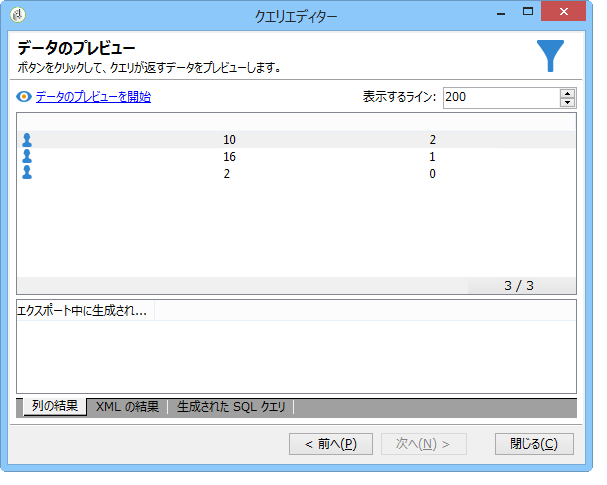 クエリエディター
データのプレビュー
ボタンをクリックして、クエリが返すデータをプレビューします。
データのプレビューを開始 表示するライン: 200
10 2
16 1
2 0
3 / 3
エクスポート中に生成され...
列の結果 XML の結果 生成された SQL クエリ
< 前へ(P) 次へ(N) > 閉じる(C)